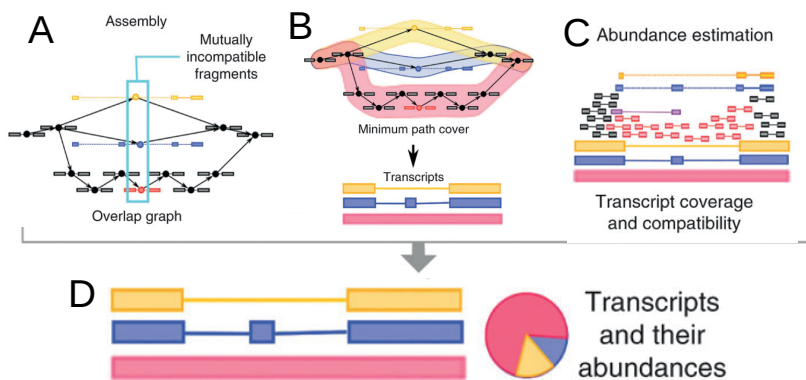 A
Assembly
Mutually
incompatible
fragments
Overlap graph
B
Minimum path cover
Transcripts
C
Abundance estimation
Transcript coverage
and compatibility
D
Transcripts
and their
abundances